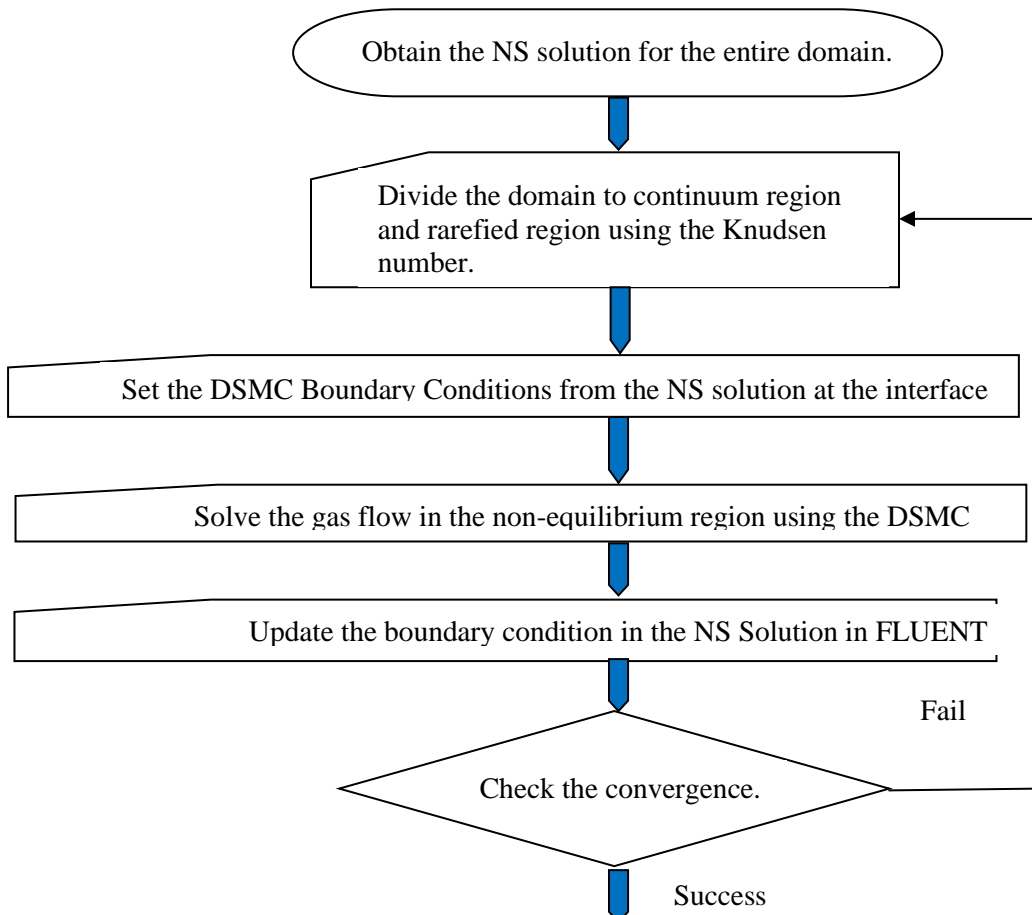 Obtain the NS solution for the entire domain.
Divide the domain to continuum region
and rarefied region using the Knudsen
number.
Set the DSMC Boundary Conditions from the NS solution at the interface
Solve the gas flow in the non-equilibrium region using the DSMC
Update the boundary condition in the NS Solution in FLUENT
Fail
Check the convergence.
Success